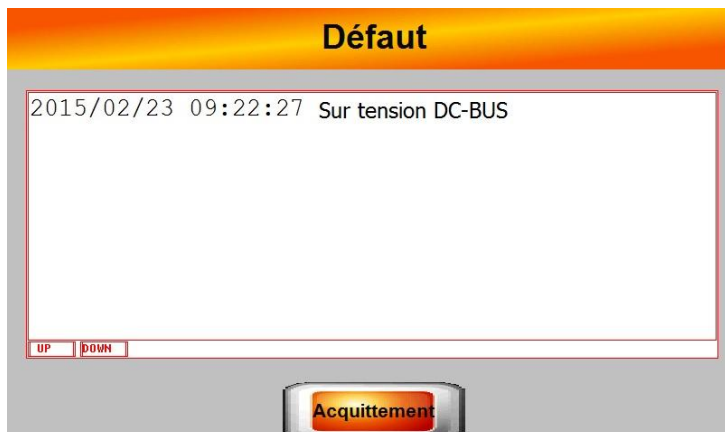 Défaut
2015/02/23 09:22:27 Sur tension DC-BUS
UP DOWN
Acquittement